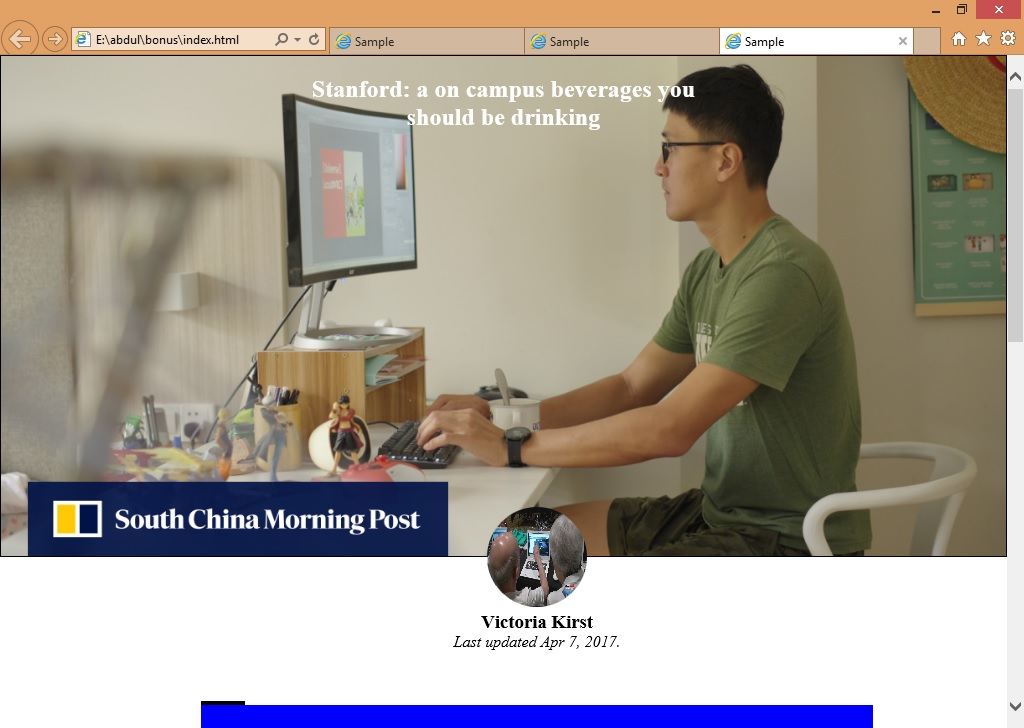 E:\abdul\bonus\index.html
Sample
Sample
Sample
Stanford: a on campus beverages you
should be drinking
South China Morning Post
Victoria Kirst
Last updated Apr 7, 2017.